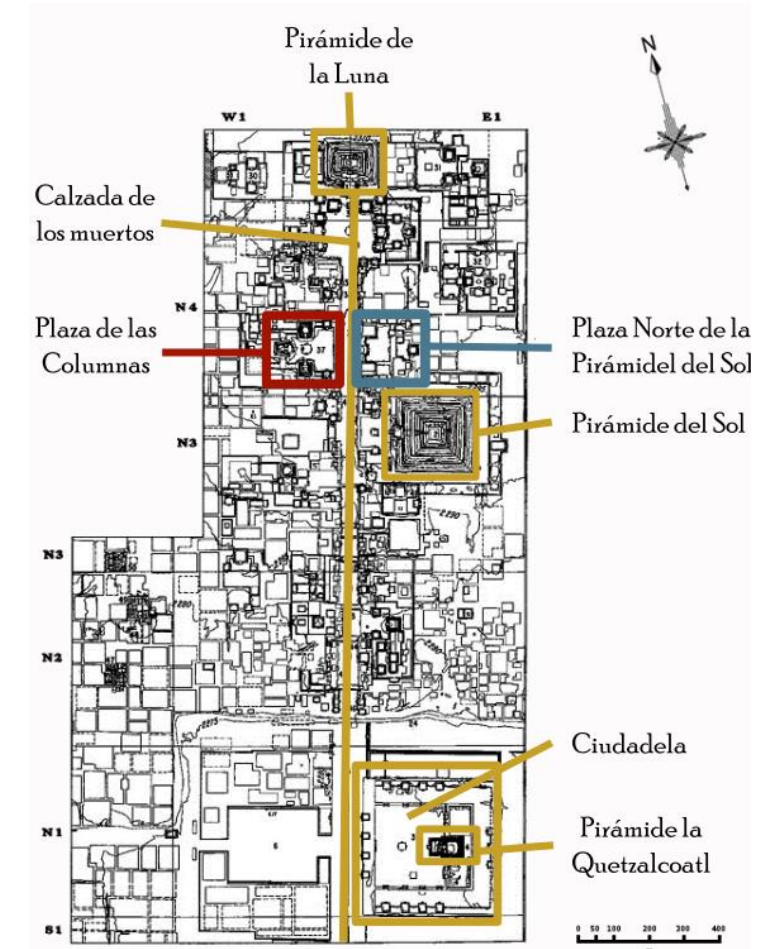 Pirámide de
la Luna
N
W1
E1
Calzada de
los muertos
N4
Plaza de las
Columnas
37
Plaza Norte de la
Pirámidel del Sol
N3
Pirámide del Sol
N3
N2
Ciudadela
N1
6
Pirámide la
Quetzalcoatl
S1
0 50 100 200 300 400